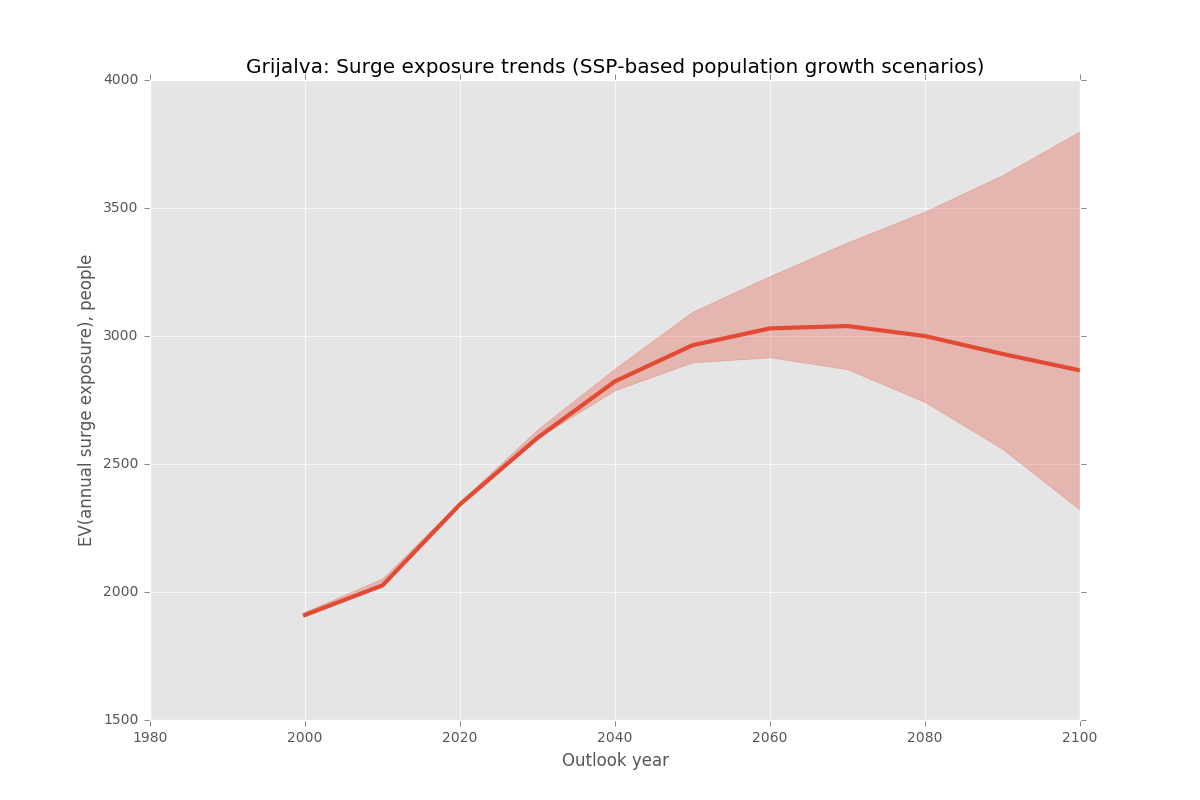 Grijalva: Surge exposure trends (SSP-based population growth scenarios)
4000
3500
3000
2500
2000
1500
EV(annual surge exposure), people
1980 2000 2020 2040 2060 2080 2100
Outlook year